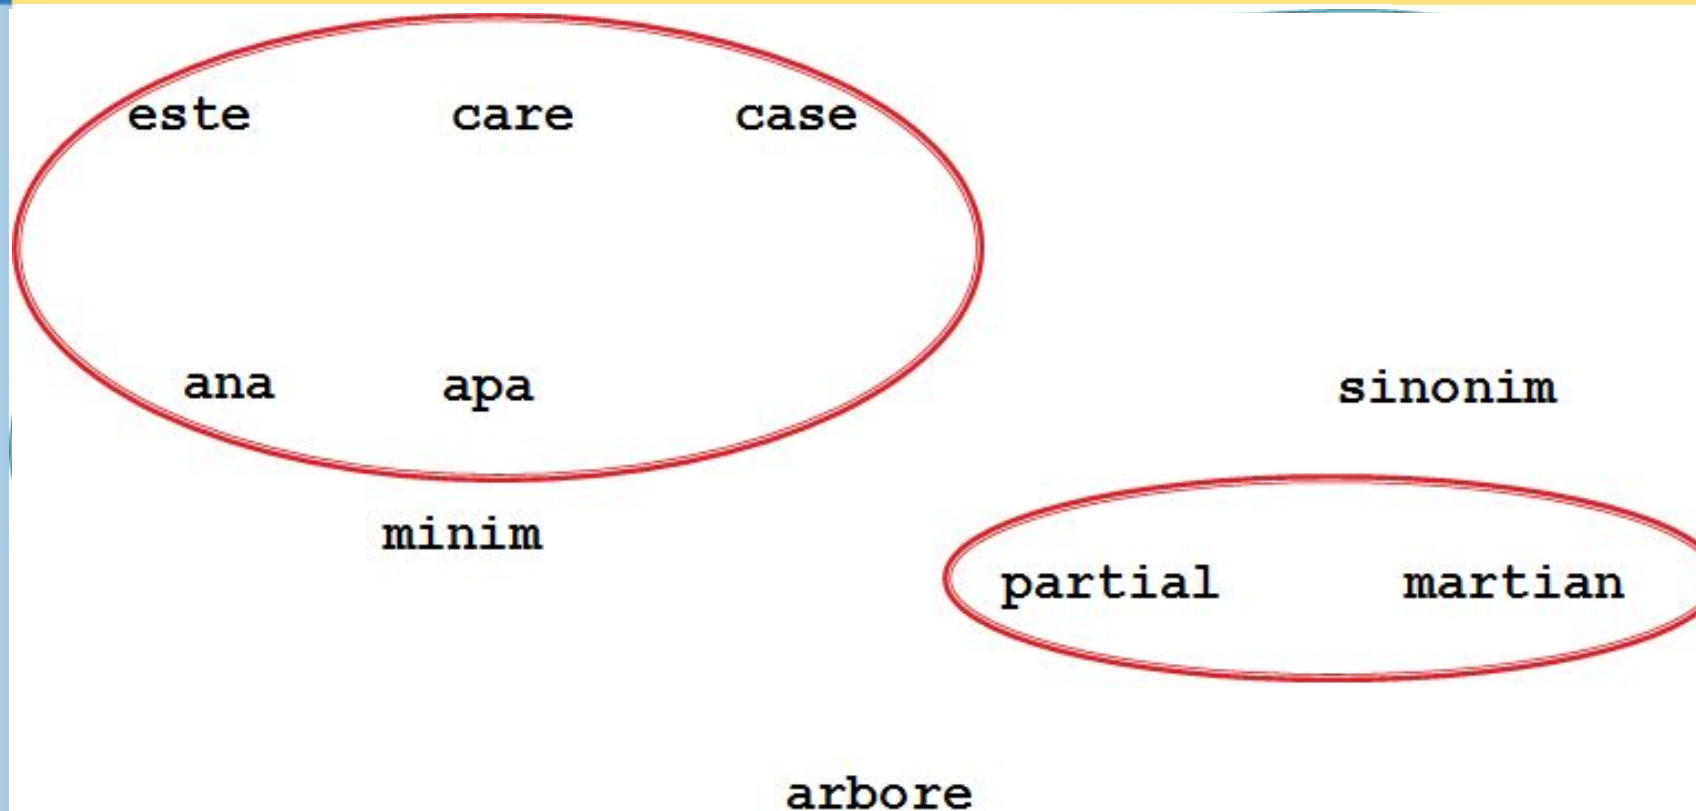 este care case
ana apa
sinonim
minim
partial martian
arbore